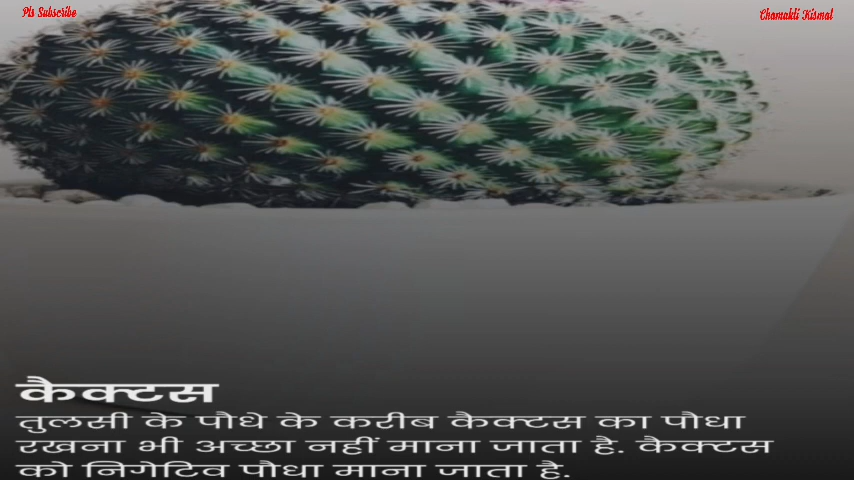 Pls Subscribe
Chamakti Kismat
कैक्टस
तुलसी के पौधे के करीब कैक्टस का पौधा
रखना भी अच्छा नहीं माना जाता है. कैक्टस
को निगेटिव पौधा माना जाता है.